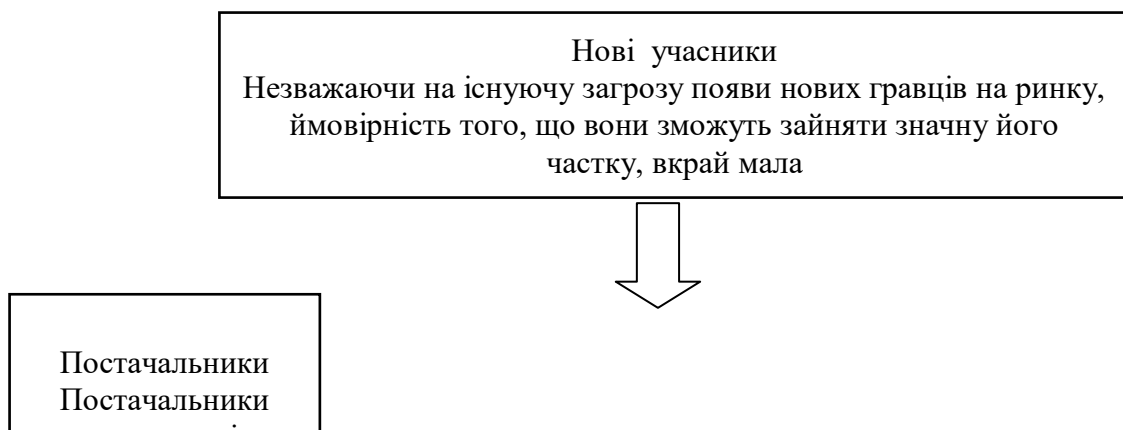 Нові учасники
Незважаючи на існуючу загрозу появи нових гравців на ринку,
ймовірність того, що вони зможуть зайняти значну його
частку, вкрай мала
Постачальники
Постачальники